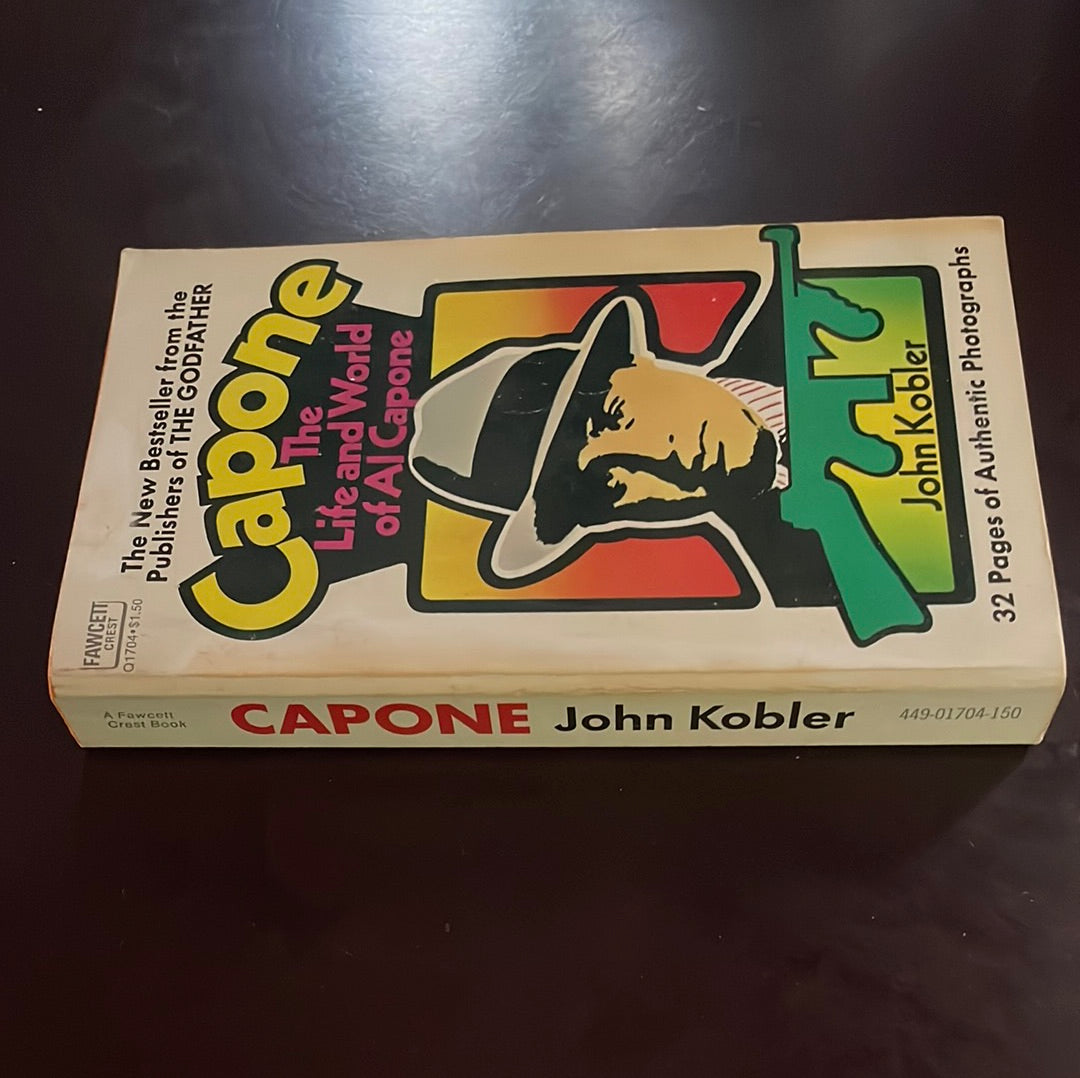 The New Bestseller from the
Publishers of THE GODFATHER
FAWCETT
CREST
Q1704•$1.50
Capone
The
Life and World
of Al Capone
John Kobler
32 Pages of Authentic Photographs
A Fawcett
Crest Book
CAPONE John Kobler 449-01704-150